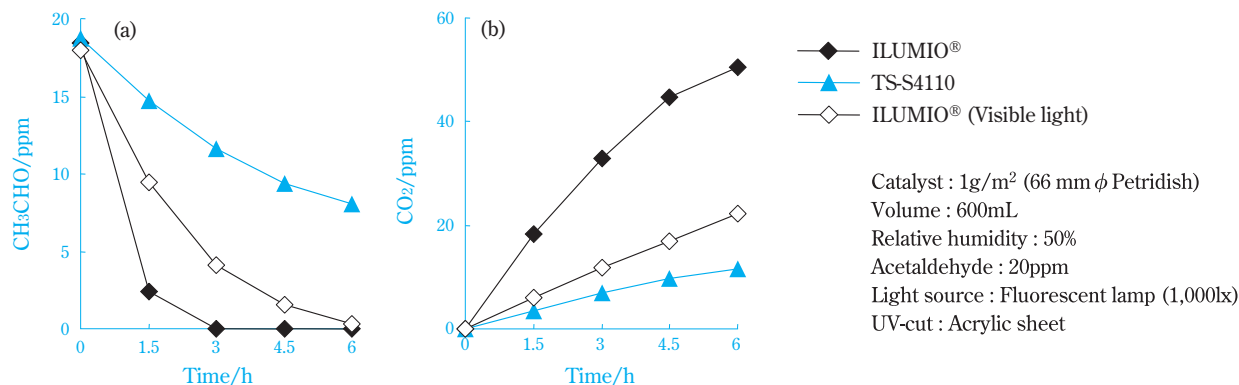 (a)
20
15
10
5
0
CH₃CHO/ppm
0 1.5 3 4.5 6
Time/h
(b)
60
40
20
0
CO₂/ppm
0 1.5 3 4.5 6
Time/h
ILUMIO®
TS-S4110
ILUMIO® (Visible light)
Catalyst : 1g/m² (66 mm ϕ Petridish)
Volume : 600mL
Relative humidity : 50%
Acetaldehyde : 20ppm
Light source : Fluorescent lamp (1,000lx)
UV-cut : Acrylic sheet